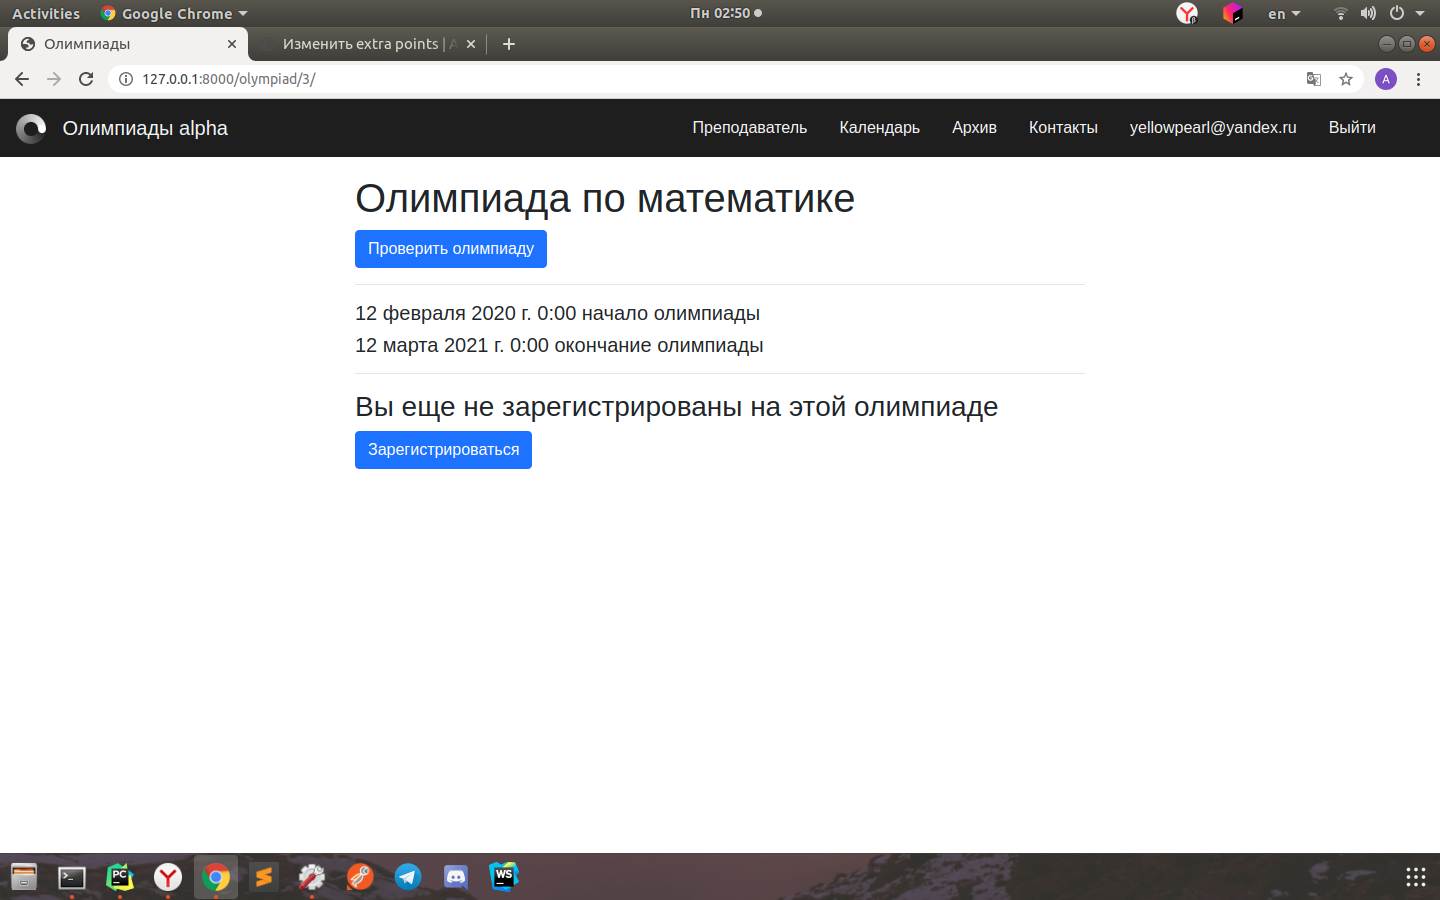 Activities Google Chrome Пн 02:50 en
Олимпиады Изменить extra points | A
127.0.0.1:8000/olympiad/3/ A
Олимпиады alpha Преподаватель Календарь Архив Контакты yellowpearl@yandex.ru Выйти
Олимпиада по математике
Проверить олимпиаду
12 февраля 2020 г. 0:00 начало олимпиады
12 марта 2021 г. 0:00 окончание олимпиады
Вы еще не зарегистрированы на этой олимпиаде
Зарегистрироваться
PC WS